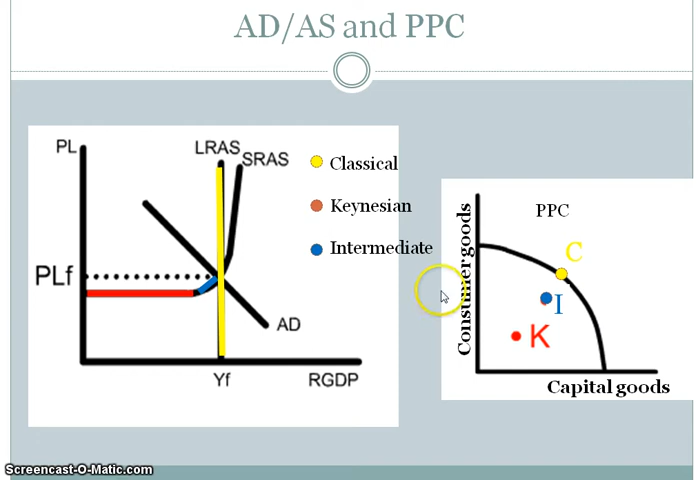 AD/AS and PPC
PL
LRAS
SRAS
PLf
AD
Yf
RGDP
Classical
Keynesian
Intermediate
PPC
Consumer goods
C
I
K
Capital goods
Screencast-O-Matic.com